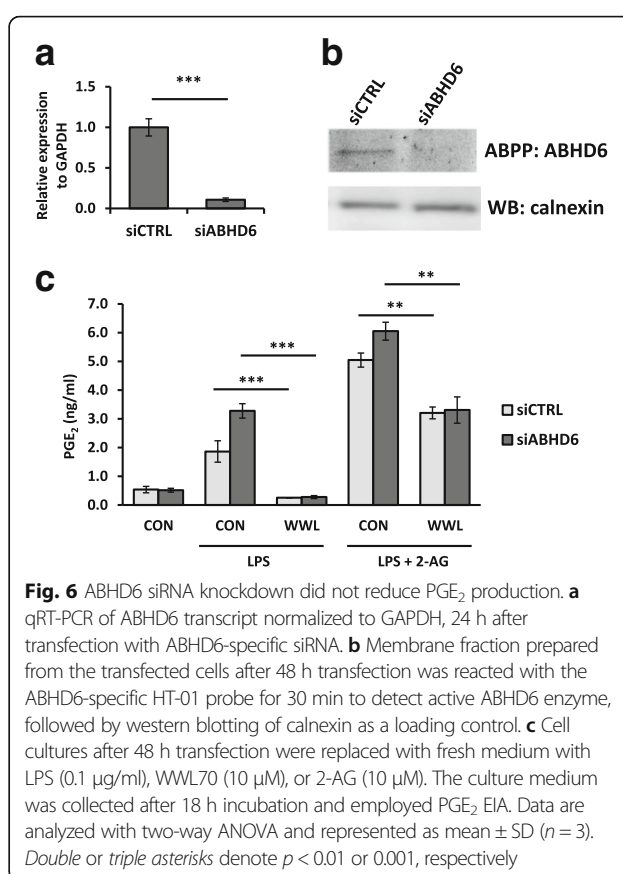 a
***
Relative expression
to GAPDH
1.5
1.0
0.5
0.0
siCTRL
siABHD6
b
siCTRL
siABHD6
ABPP: ABHD6
WB: calnexin
c
PGE₂ (ng/ml)
7.0
6.0
5.0
4.0
3.0
2.0
1.0
0.0
***
***
**
**
siCTRL
siABHD6
CON
CON
WWL
CON
WWL
LPS
LPS + 2-AG
Fig. 6 ABHD6 siRNA knockdown did not reduce PGE₂ production. a
qRT-PCR of ABHD6 transcript normalized to GAPDH, 24 h after
transfection with ABHD6-specific siRNA. b Membrane fraction prepared
from the transfected cells after 48 h transfection was reacted with the
ABHD6-specific HT-01 probe for 30 min to detect active ABHD6 enzyme,
followed by western blotting of calnexin as a loading control. c Cell
cultures after 48 h transfection were replaced with fresh medium with
LPS (0.1 μg/ml), WWL70 (10 μM), or 2-AG (10 μM). The culture medium
was collected after 18 h incubation and employed PGE₂ EIA. Data are
analyzed with two-way ANOVA and represented as mean ± SD (n = 3).
Double or triple asterisks denote p < 0.01 or 0.001, respectively